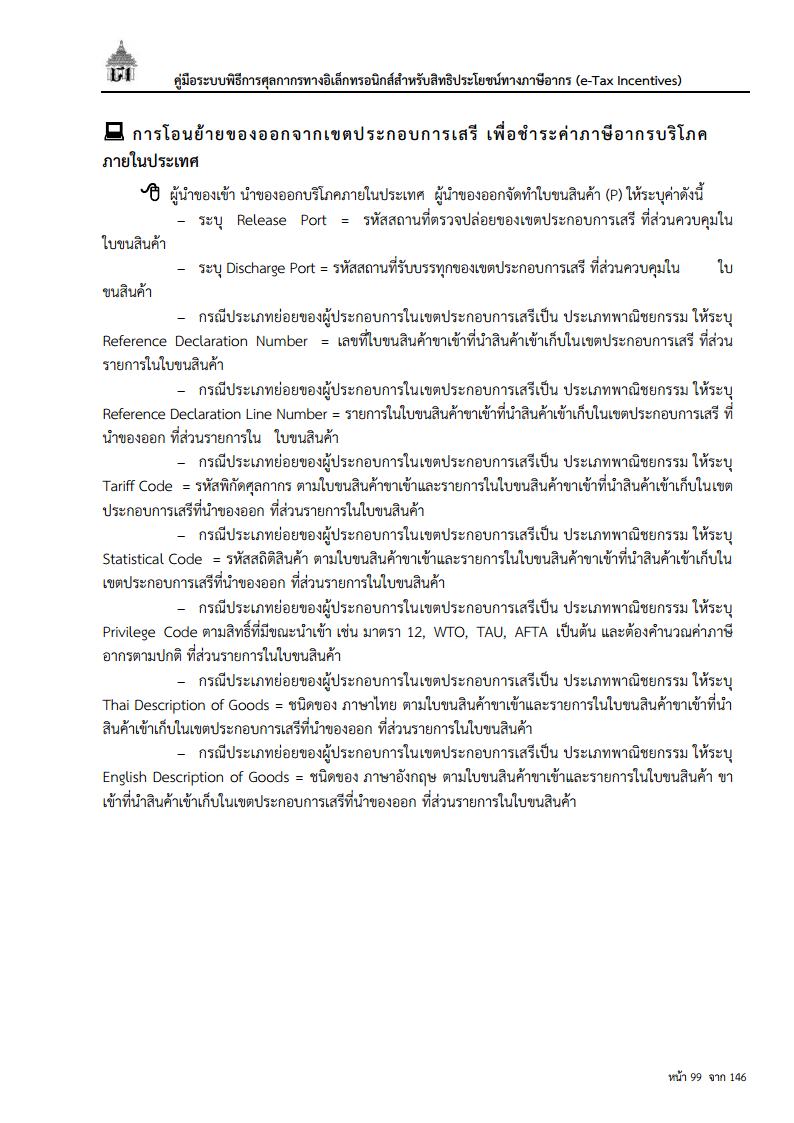 คู่มือระบบพิธีการศุลกากรทางอิเล็กทรอนิกส์สำหรับสิทธิประโยชน์ทางภาษีอากร (e-Tax Incentives)
การโอนย้ายของออกจากเขตประกอบการเสรี เพื่อชำระค่าภาษีอากรบริโภค
ภายในประเทศ
ผู้นำของเข้า นำของออกบริโภคภายในประเทศ ผู้นำของออกจัดทำใบขนสินค้า (P) ให้ระบุค่าดังนี้
– ระบุ Release Port = รหัสสถานที่ตรวจปล่อยของเขตประกอบการเสรี ที่ส่วนควบคุมใน
ใบขนสินค้า
– ระบุ Discharge Port = รหัสสถานที่รับบรรทุกของเขตประกอบการเสรี ที่ส่วนควบคุมใน ใบ
ขนสินค้า
– กรณีประเภทย่อยของผู้ประกอบการในเขตประกอบการเสรีเป็น ประเภทพาณิชยกรรม ให้ระบุ
Reference Declaration Number = เลขที่ใบขนสินค้าขาเข้าที่นำสินค้าเข้าเก็บในเขตประกอบการเสรี ที่ส่วน
รายการในใบขนสินค้า
– กรณีประเภทย่อยของผู้ประกอบการในเขตประกอบการเสรีเป็น ประเภทพาณิชยกรรม ให้ระบุ
Reference Declaration Line Number = รายการในใบขนสินค้าขาเข้าที่นำสินค้าเข้าเก็บในเขตประกอบการเสรี ที่
นำของออก ที่ส่วนรายการใน ใบขนสินค้า
– กรณีประเภทย่อยของผู้ประกอบการในเขตประกอบการเสรีเป็น ประเภทพาณิชยกรรม ให้ระบุ
Tariff Code = รหัสพิกัดศุลกากร ตามใบขนสินค้าขาเข้าและรายการในใบขนสินค้าขาเข้าที่นำสินค้าเข้าเก็บในเขต
ประกอบการเสรีที่นำของออก ที่ส่วนรายการในใบขนสินค้า
– กรณีประเภทย่อยของผู้ประกอบการในเขตประกอบการเสรีเป็น ประเภทพาณิชยกรรม ให้ระบุ
Statistical Code = รหัสสถิติสินค้า ตามใบขนสินค้าขาเข้าและรายการในใบขนสินค้าขาเข้าที่นำสินค้าเข้าเก็บใน
เขตประกอบการเสรีที่นำของออก ที่ส่วนรายการในใบขนสินค้า
– กรณีประเภทย่อยของผู้ประกอบการในเขตประกอบการเสรีเป็น ประเภทพาณิชยกรรม ให้ระบุ
Privilege Code ตามสิทธิ์ที่มีขณะนำเข้า เช่น มาตรา 12, WTO, TAU, AFTA เป็นต้น และต้องคำนวณค่าภาษี
อากรตามปกติ ที่ส่วนรายการในใบขนสินค้า
– กรณีประเภทย่อยของผู้ประกอบการในเขตประกอบการเสรีเป็น ประเภทพาณิชยกรรม ให้ระบุ
Thai Description of Goods = ชนิดของ ภาษาไทย ตามใบขนสินค้าขาเข้าและรายการในใบขนสินค้าขาเข้าที่นำ
สินค้าเข้าเก็บในเขตประกอบการเสรีที่นำของออก ที่ส่วนรายการในใบขนสินค้า
– กรณีประเภทย่อยของผู้ประกอบการในเขตประกอบการเสรีเป็น ประเภทพาณิชยกรรม ให้ระบุ
English Description of Goods = ชนิดของ ภาษาอังกฤษ ตามใบขนสินค้าขาเข้าและรายการในใบขนสินค้า ขา
เข้าที่นำสินค้าเข้าเก็บในเขตประกอบการเสรีที่นำของออก ที่ส่วนรายการในใบขนสินค้า
หน้า 99 จาก 146